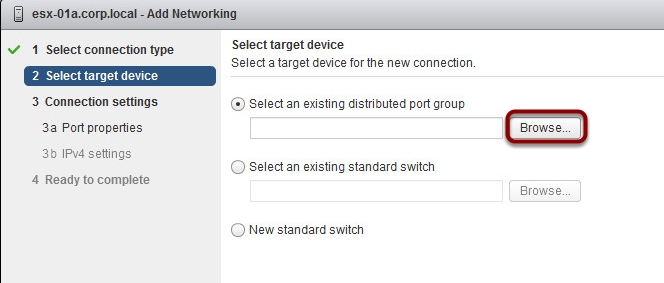 esx-01a.corp.local - Add Networking
1 Select connection type
2 Select target device
3 Connection settings
3a Port properties
3b IPv4 settings
4 Ready to complete
Select target device
Select a target device for the new connection.
Select an existing distributed port group
Browse...
Select an existing standard switch
Browse...
New standard switch